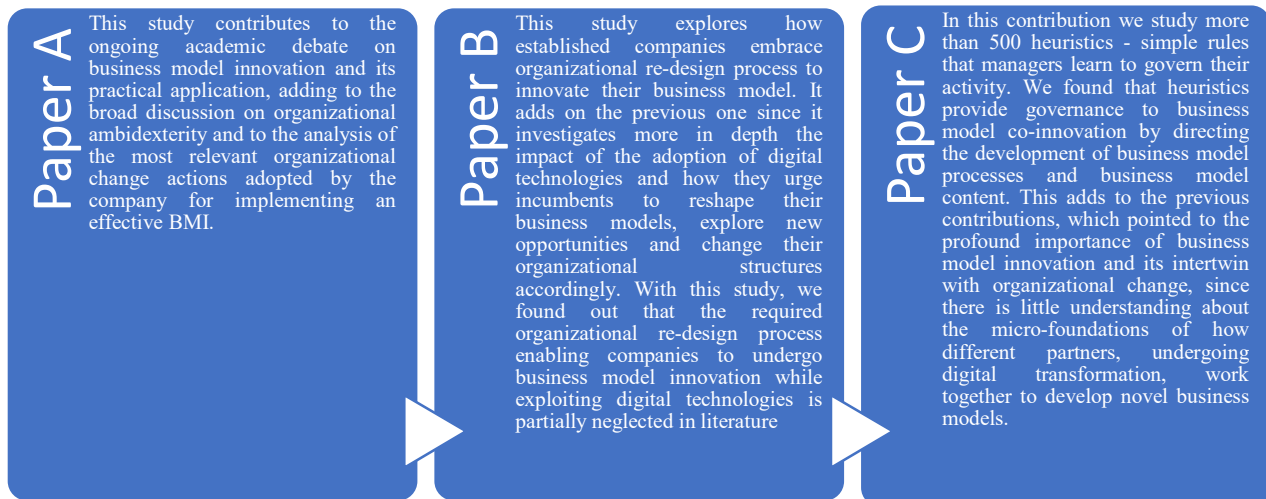 Paper A
This study contributes to the
ongoing academic debate on
business model innovation and its
practical application, adding to the
broad discussion on organizational
ambidexterity and to the analysis of
the most relevant organizational
change actions adopted by the
company for implementing an
effective BMI.
Paper B
This study explores how
established companies embrace
organizational re-design process to
innovate their business model. It
adds on the previous one since it
investigates more in depth the
impact of the adoption of digital
technologies and how they urge
incumbents to reshape their
business models, explore new
opportunities and change their
organizational structures
accordingly. With this study, we
found out that the required
organizational re-design process
enabling companies to undergo
business model innovation while
exploiting digital technologies is
partially neglected in literature
Paper C
In this contribution we study more
than 500 heuristics - simple rules
that managers learn to govern their
activity. We found that heuristics
provide governance to business
model co-innovation by directing
the development of business model
processes and business model
content. This adds to the previous
contributions, which pointed to the
profound importance of business
model innovation and its intertwin
with organizational change, since
there is little understanding about
the micro-foundations of how
different partners, undergoing
digital transformation, work
together to develop novel business
models.